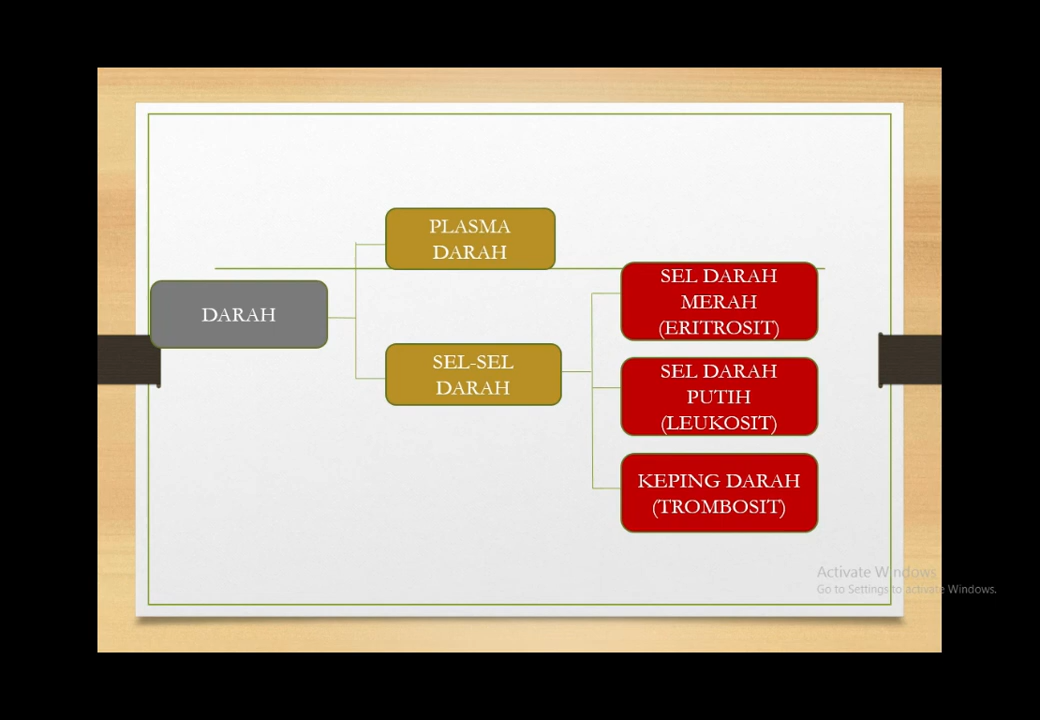 PLASMA
DARAH
DARAH
SEL-SEL
DARAH
SEL DARAH
MERAH
(ERITROSIT)
SEL DARAH
PUTIH
(LEUKOSIT)
KEPING DARAH
(TROMBOSIT)
Activate Windows
Go to Settings to activate Windows.